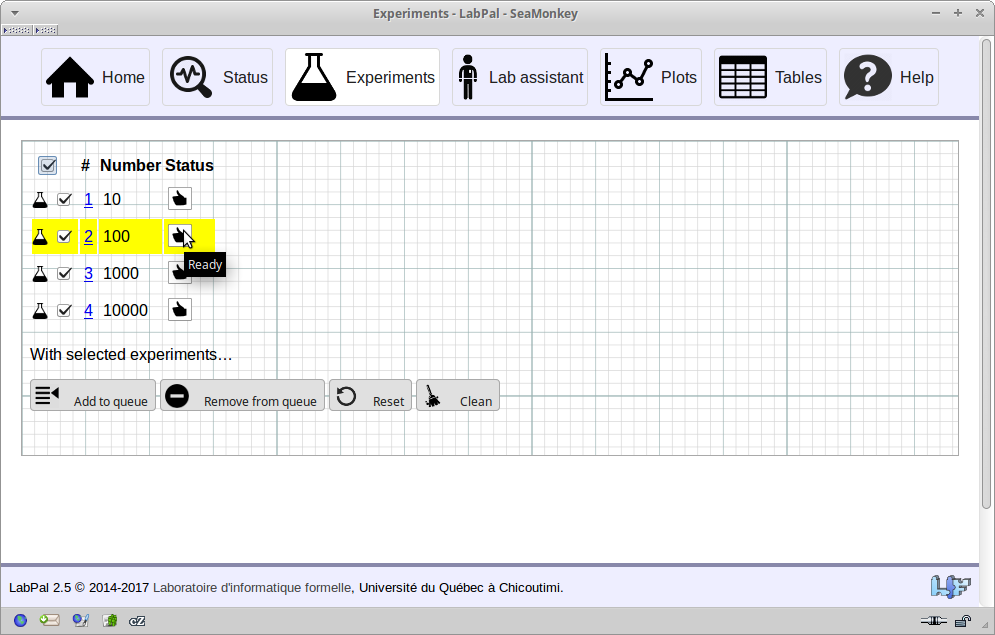 Experiments - LabPal - SeaMonkey
Home
Status
Experiments
Lab assistant
Plots
Tables
Help
# Number Status
1 10
2 100
Ready
3 1000
4 10000
With selected experiments...
Add to queue
Remove from queue
Reset
Clean
LabPal 2.5 © 2014-2017 Laboratoire d'informatique formelle, Université du Québec à Chicoutimi.
cZ